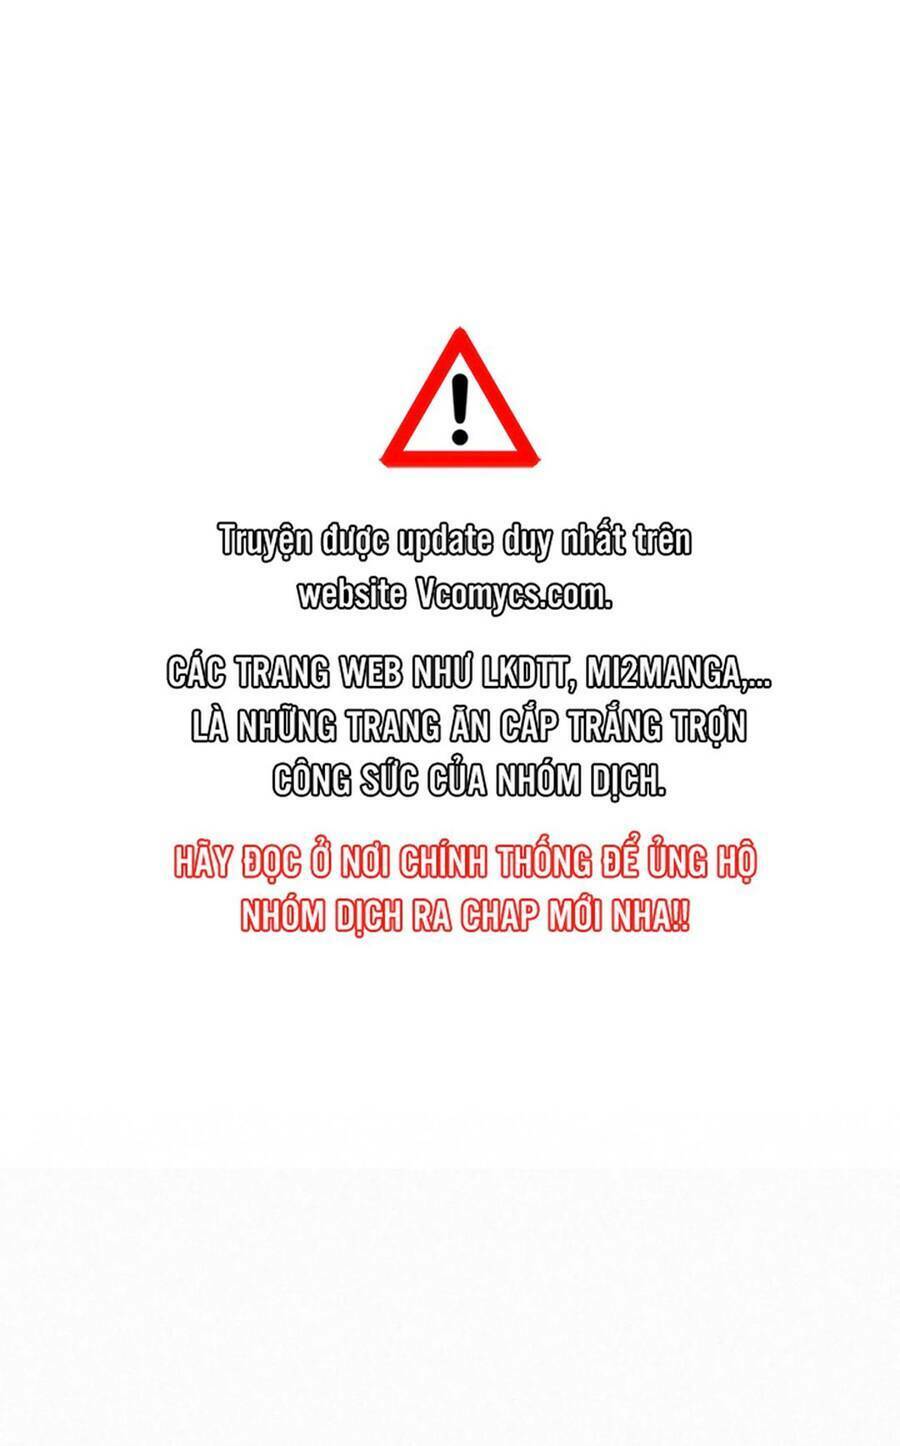 Truyện được update duy nhất trên
website Vcomycs.com.
CÁC TRANG WEB NHƯ LKDTT, MI2MANGA,...
LÀ NHỮNG TRANG ĂN CẮP TRẮNG TRỢN
CÔNG SỨC CỦA NHÓM DỊCH.
HÃY ĐỌC Ở NƠI CHÍNH THỐNG ĐỂ ỦNG HỘ
NHÓM DỊCH RA CHAP MỚI NHA!!